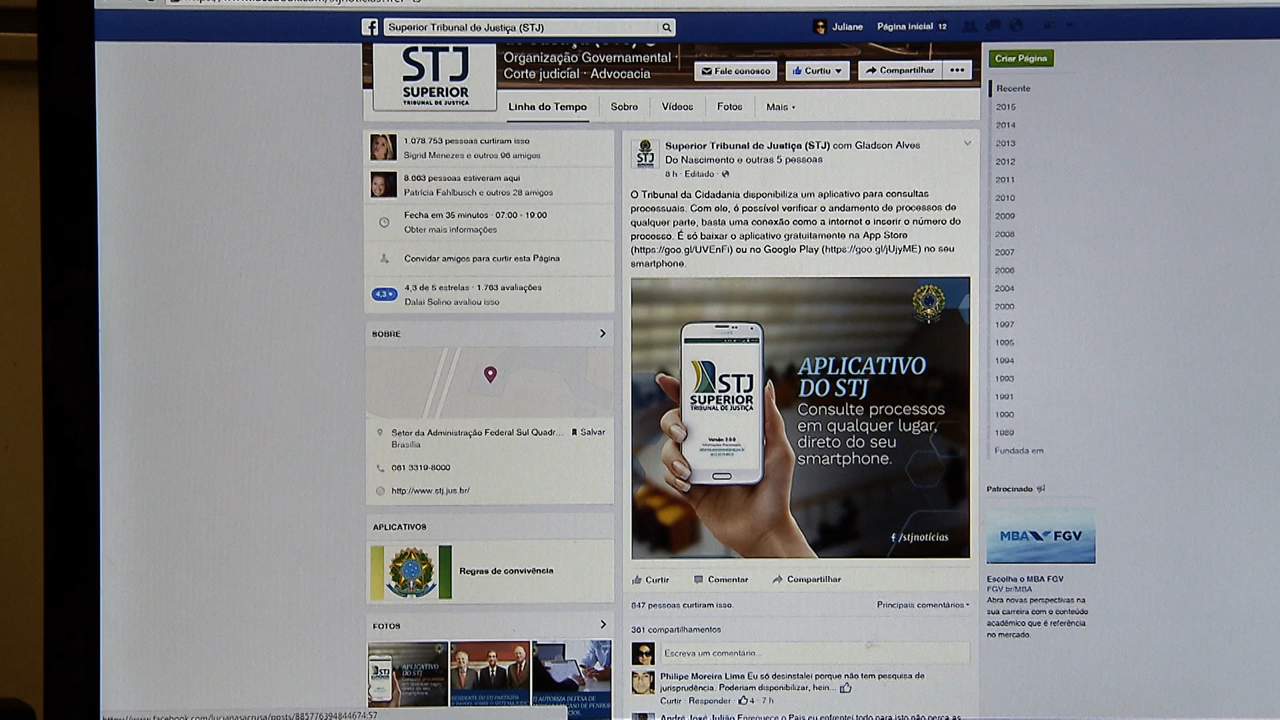 Superior Tribunal de Justiça (STJ)
Juliane
Página inicial 12
STJ
SUPERIOR
TRIBUNAL DE JUSTIÇA
Organização Governamental ·
Corte judicial · Advocacia
Fale conosco
Curtiu
Compartilhar
Criar Página
Linha do Tempo
Sobre
Vídeos
Fotos
Mais
1.078.753 pessoas curtiram isso
Sigrid Menezes e outros 96 amigos
8.063 pessoas estiveram aqui
Patrícia Fahlbusch e outros 28 amigos
Fecha em 35 minutos · 07:00 - 19:00
Obter mais informações
Convidar amigos para curtir esta Página
4,3
4,3 de 5 estrelas · 1.763 avaliações
Dalai Solino avaliou isso
SOBRE
Setor da Administração Federal Sul Quadr...
Salvar
Brasília
061 3319-8000
http://www.stj.jus.br/
APLICATIVOS
Regras de convivência
FOTOS
STJ
APLICATIVO
DO STJ
Superior Tribunal de Justiça (STJ) com Gladson Alves
Do Nascimento e outras 5 pessoas
8 h · Editado ·
O Tribunal da Cidadania disponibiliza um aplicativo para consultas
processuais. Com ele, é possível verificar o andamento de processos de
qualquer parte, basta uma conexão como a internet e inserir o número do
processo. É só baixar o aplicativo gratuitamente na App Store
(https://goo.gl/UVEnFi) ou no Google Play (https://goo.gl/jUjyME) no seu
smartphone.
STJ
SUPERIOR
TRIBUNAL DE JUSTIÇA
APLICATIVO
DO STJ
Consulte processos
em qualquer lugar,
direto do seu
smartphone.
/stjnotícias
Curtir
Comentar
Compartilhar
847 pessoas curtiram isso.
Principais comentários
361 compartilhamentos
Escreva um comentário...
Philipe Moreira Lima Eu só desinstalei porque não tem pesquisa de
jurisprudência. Poderiam disponibilizar, hein...
Curtir · Responder · 4 · 7 h
Recente
2015
2014
2013
2012
2011
2010
2009
2008
2007
2006
2004
2000
1997
1995
1994
1993
1991
1990
1989
Fundada em
Patrocinado
MBA FGV
Escolha o MBA FGV
FGV.br/MBA
Abra novas perspectivas na
sua carreira com o conteúdo
acadêmico que é referência
no mercado.